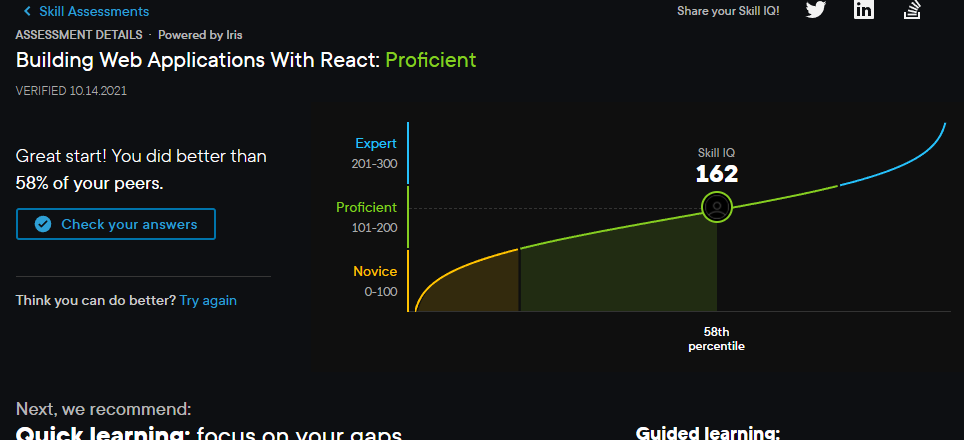 Skill Assessments
Share your Skill IQ!
ASSESSMENT DETAILS · Powered by Iris
Building Web Applications With React: Proficient
VERIFIED 10.14.2021
Great start! You did better than
58% of your peers.
Check your answers
Think you can do better? Try again
Expert
201-300
Proficient
101-200
Novice
0-100
Skill IQ
162
58th
percentile
Next, we recommend:
Quick learning: focus on your gaps
Guided learning: